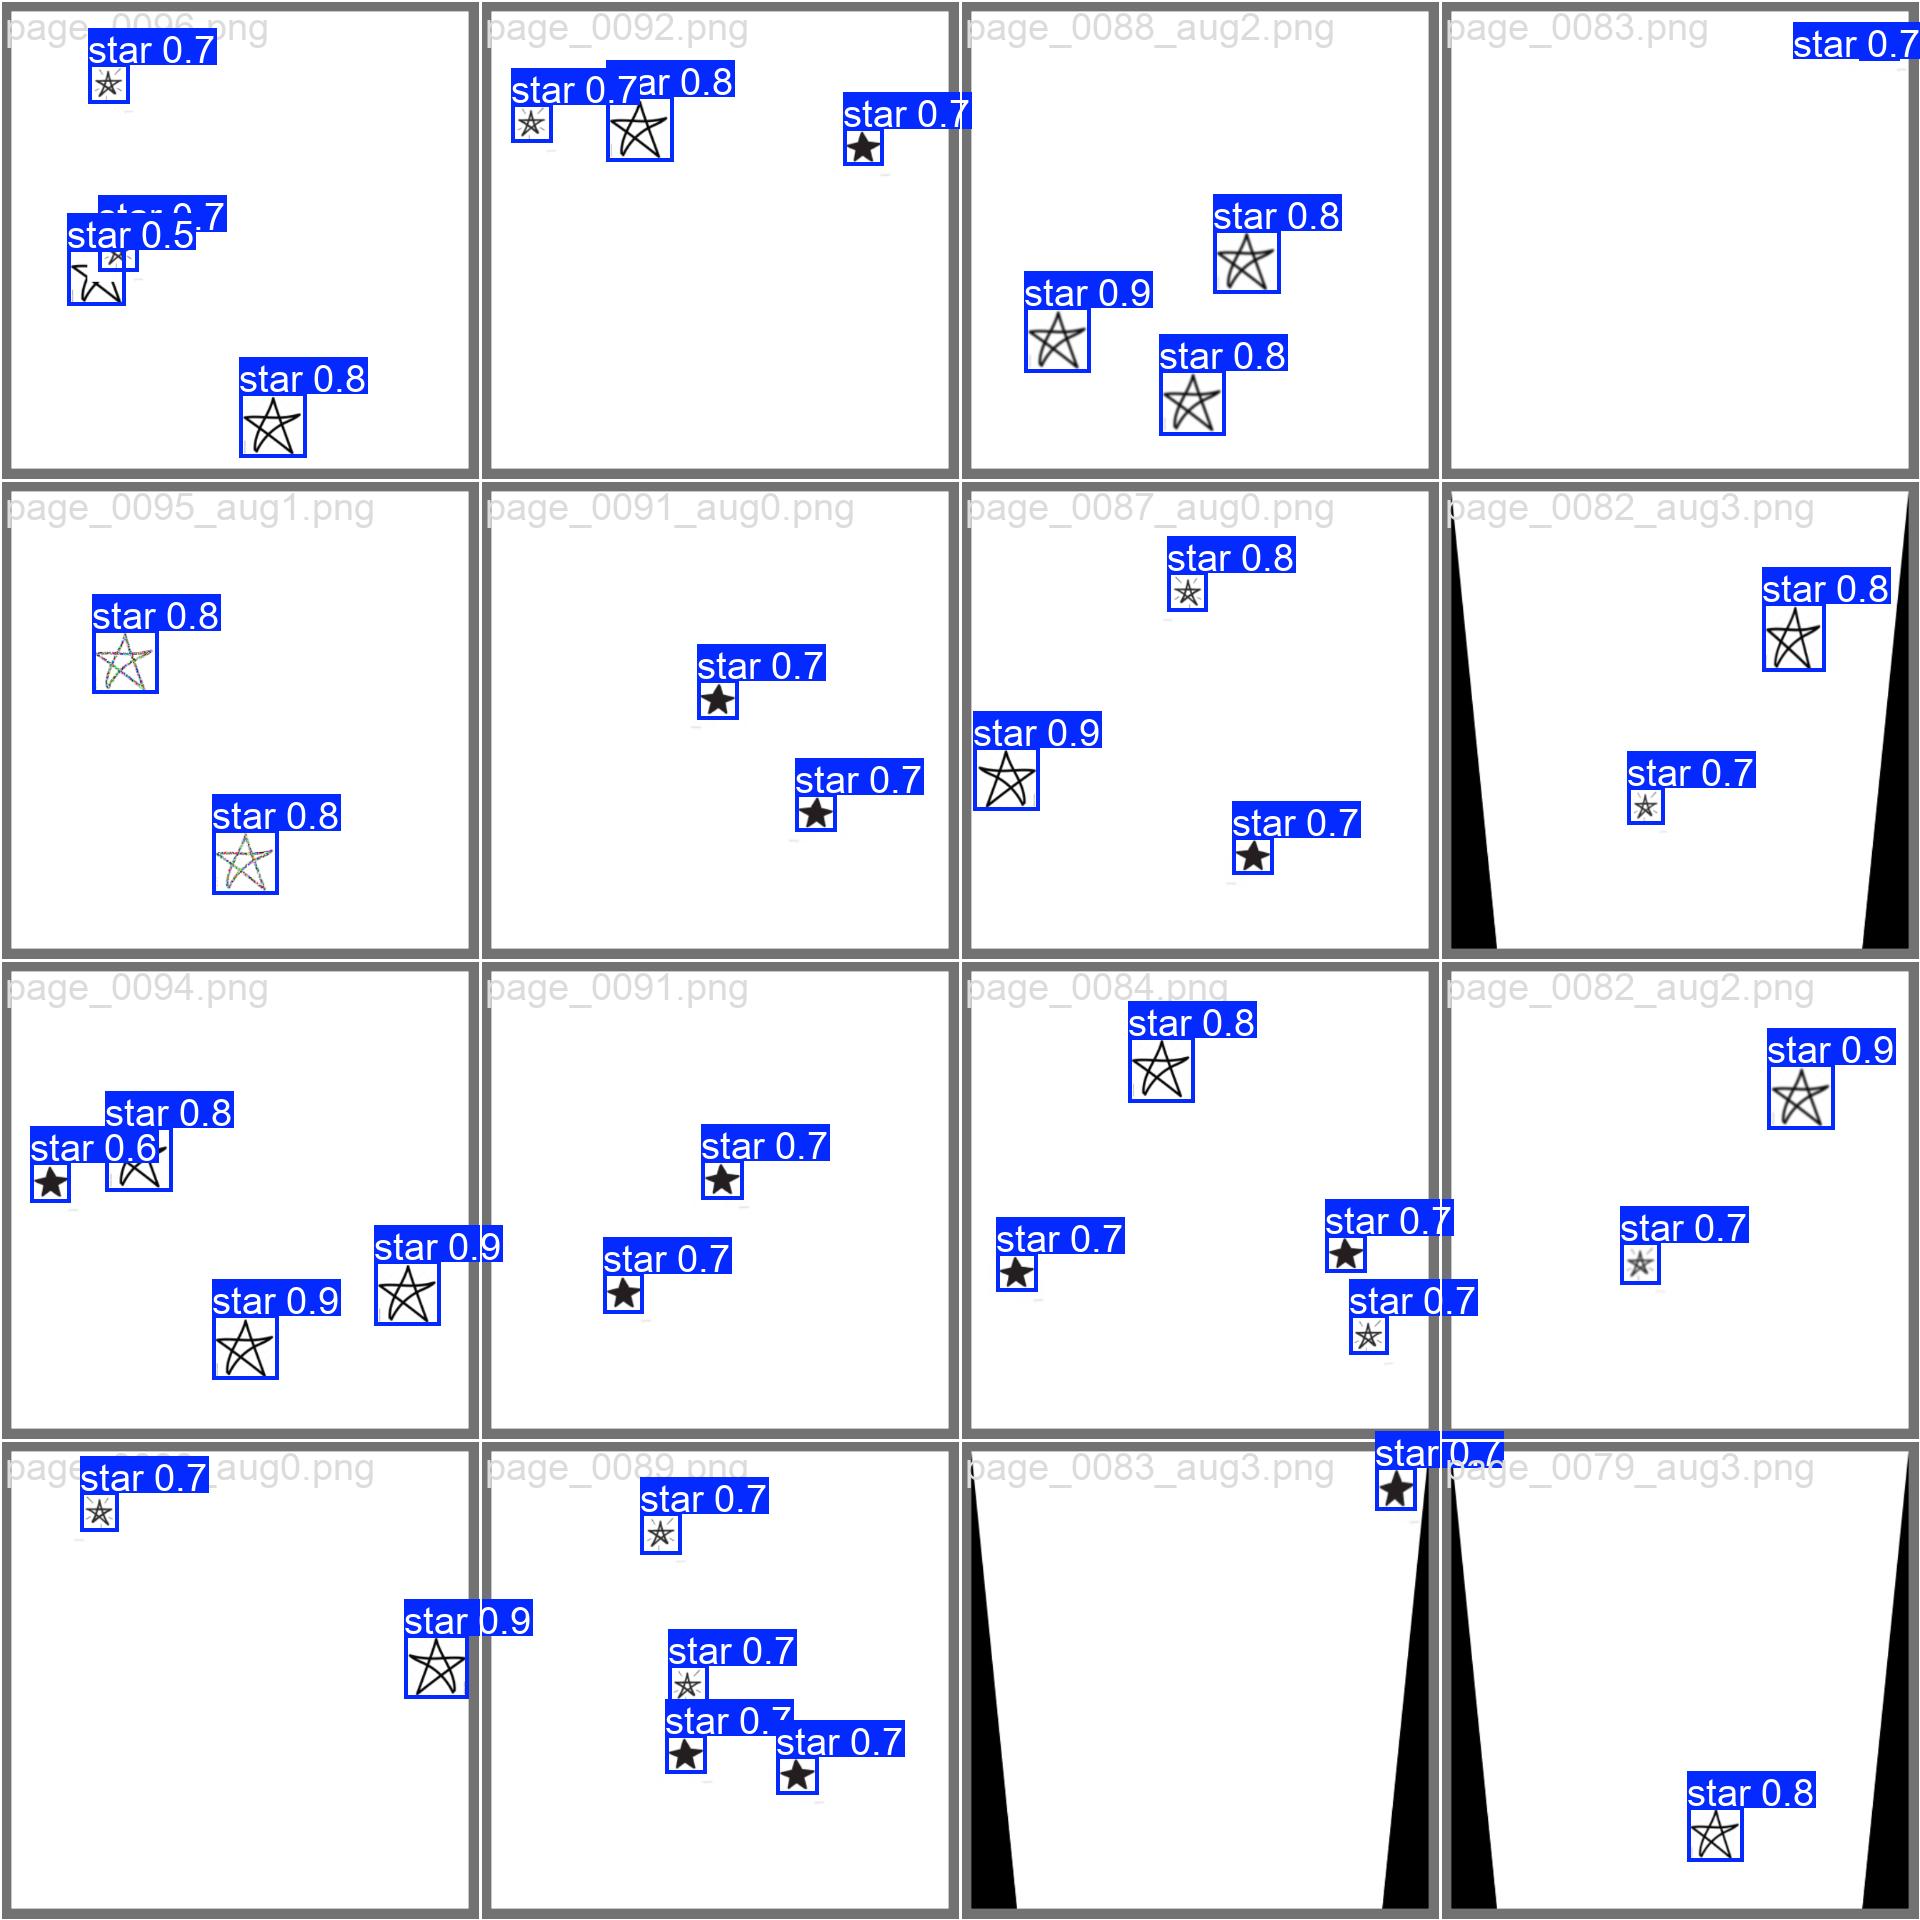 page_0096.png
star 0.7
star 0.7
star 0.5
star 0.8
page_0092.png
star 0.7
star 0.8
star 0.7
page_0088_aug2.png
star 0.8
star 0.9
star 0.8
page_0083.png
star 0.7
page_0095_aug1.png
star 0.8
star 0.8
page_0091_aug0.png
star 0.7
star 0.7
page_0087_aug0.png
star 0.8
star 0.9
star 0.7
page_0082_aug3.png
star 0.8
star 0.7
page_0094.png
star 0.8
star 0.6
star 0.9
star 0.9
page_0091.png
star 0.7
star 0.7
page_0084.png
star 0.8
star 0.7
star 0.7
star 0.7
page_0082_aug2.png
star 0.9
star 0.7
aug0.png
star 0.7
star 0.9
page_0089.png
star 0.7
star 0.7
star 0.7
star 0.7
page_0083_aug3.png
star 0.7
page_0079_aug3.png
star 0.8